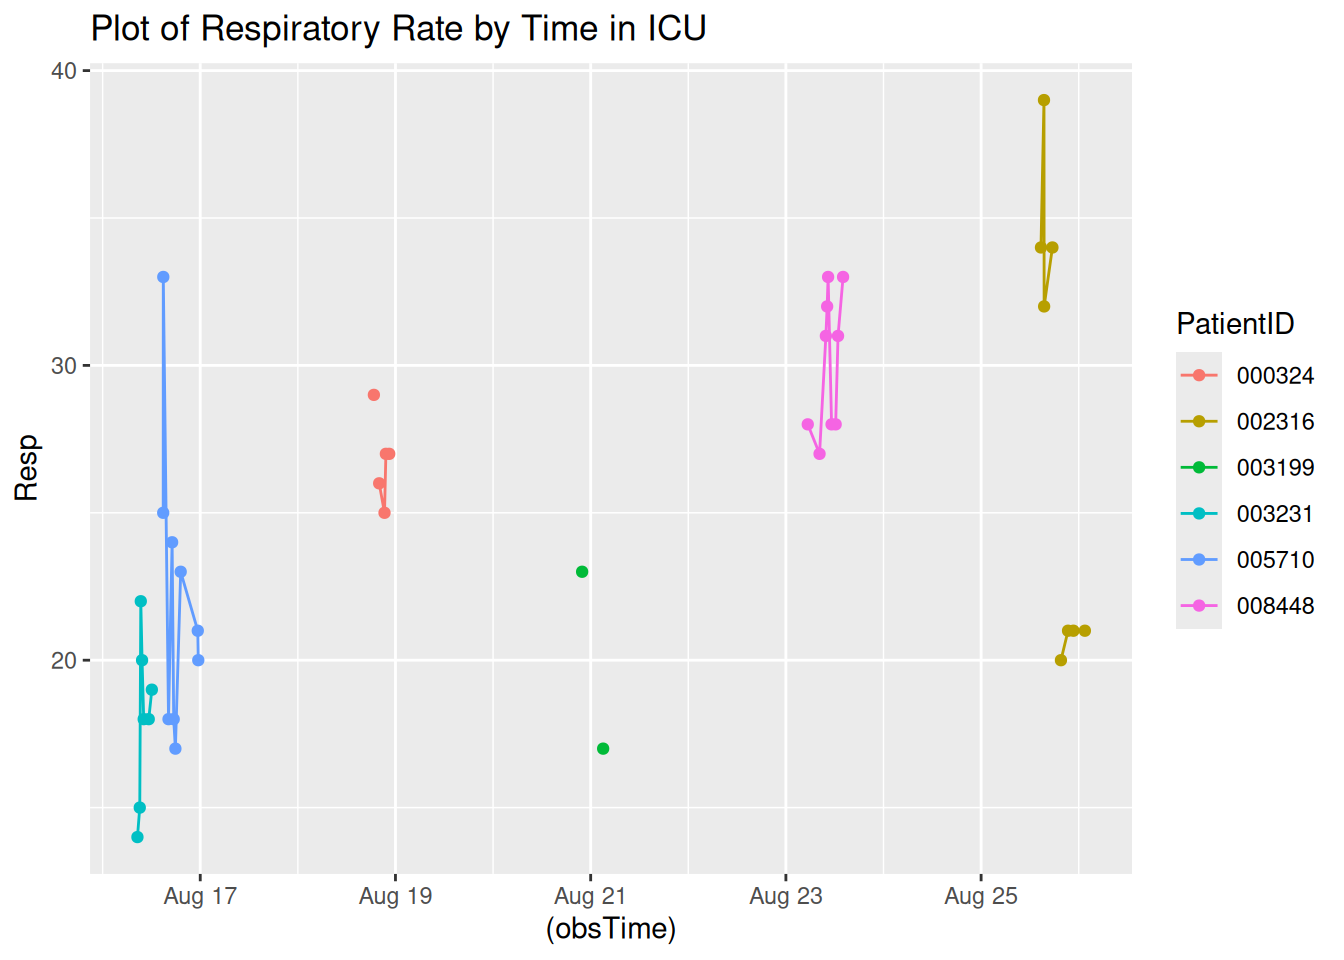 Plot of Respiratory Rate by Time in ICU
40
30
20
Resp
Aug 17
Aug 19
Aug 21
Aug 23
Aug 25
(obsTime)
PatientID
000324
002316
003199
003231
005710
008448